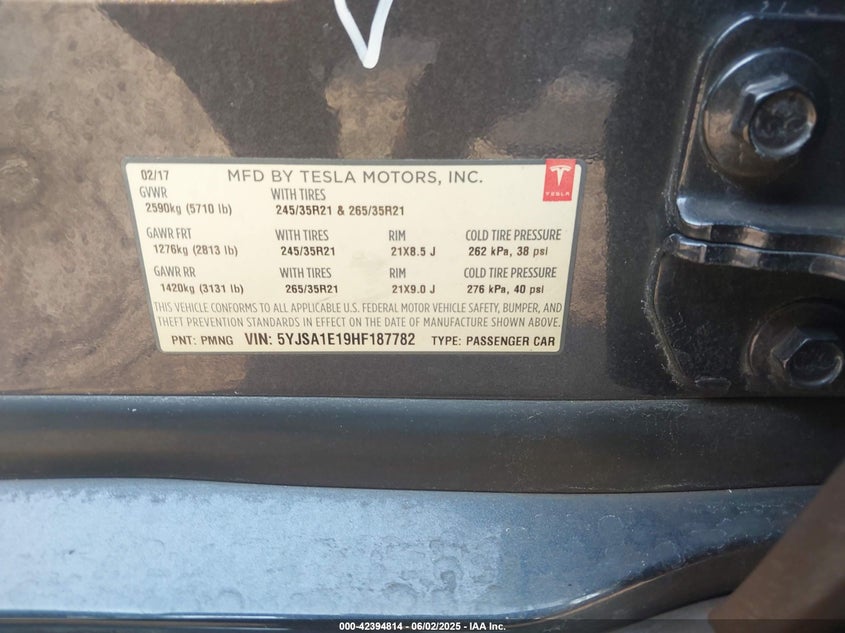 02/17 MFD BY TESLA MOTORS, INC.
TESLA
GVWR WITH TIRES
2590kg (5710 lb) 245/35R21 & 265/35R21
GAWR FRT WITH TIRES RIM COLD TIRE PRESSURE
1276kg (2813 lb) 245/35R21 21X8.5 J 262 kPa, 38 psi
GAWR RR WITH TIRES RIM COLD TIRE PRESSURE
1420kg (3131 lb) 265/35R21 21X9.0 J 276 kPa, 40 psi
THIS VEHICLE CONFORMS TO ALL APPLICABLE U.S. FEDERAL MOTOR VEHICLE SAFETY, BUMPER, AND
THEFT PREVENTION STANDARDS IN EFFECT ON THE DATE OF MANUFACTURE SHOWN ABOVE.
PNT: PMNG VIN: 5YJSA1E19HF187782 TYPE: PASSENGER CAR
000-42394814 - 06/02/2025 - IAA Inc.